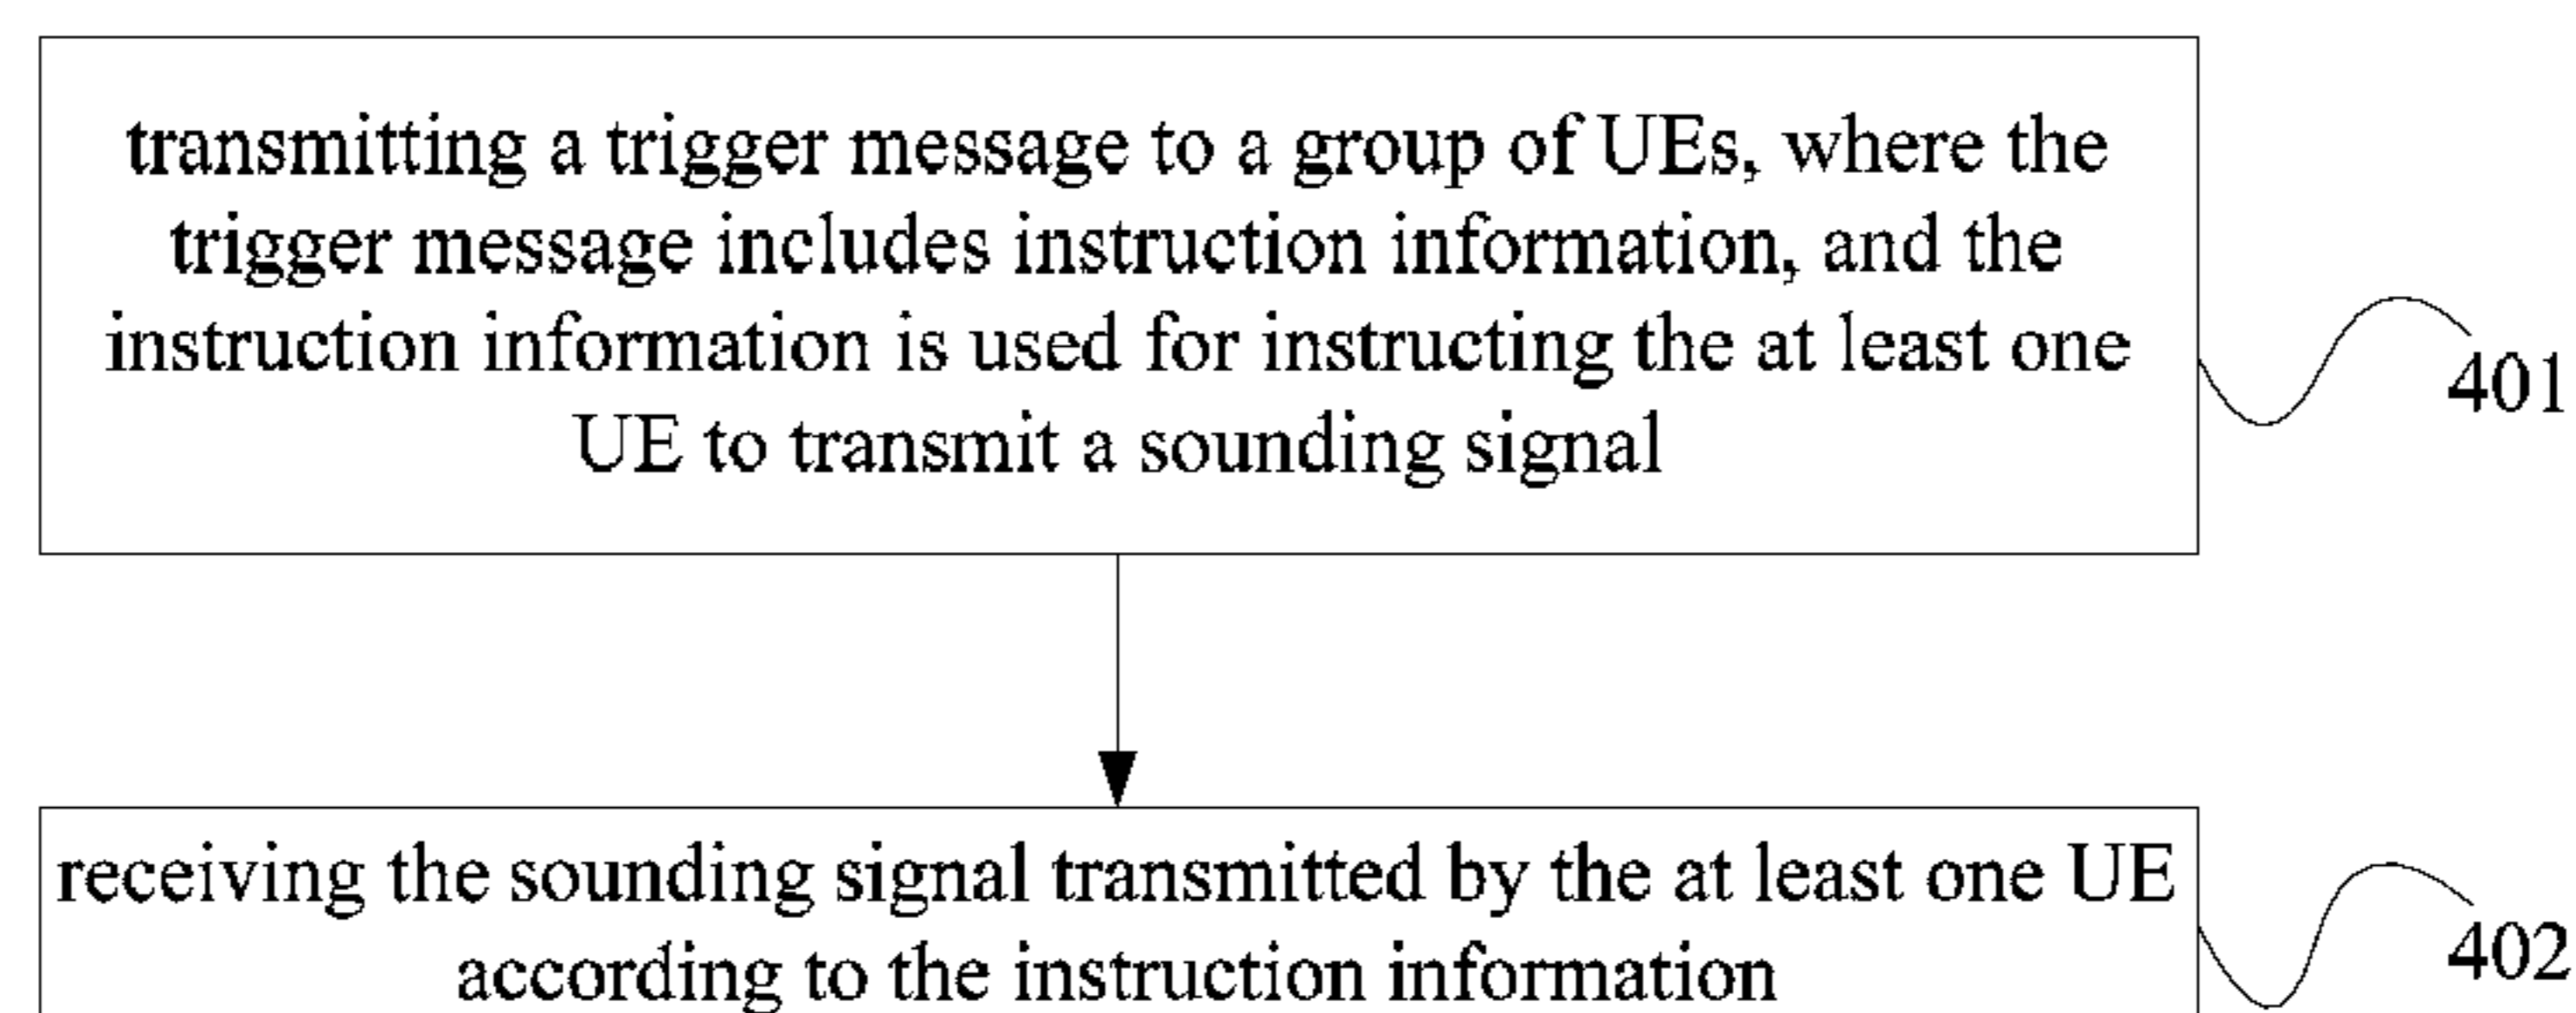 transmitting a trigger message to a group of UEs, where the
trigger message includes instruction information, and the
instruction information is used for instructing the at least one
UE to transmit a sounding signal
401
receiving the sounding signal transmitted by the at least one UE
according to the instruction information
402